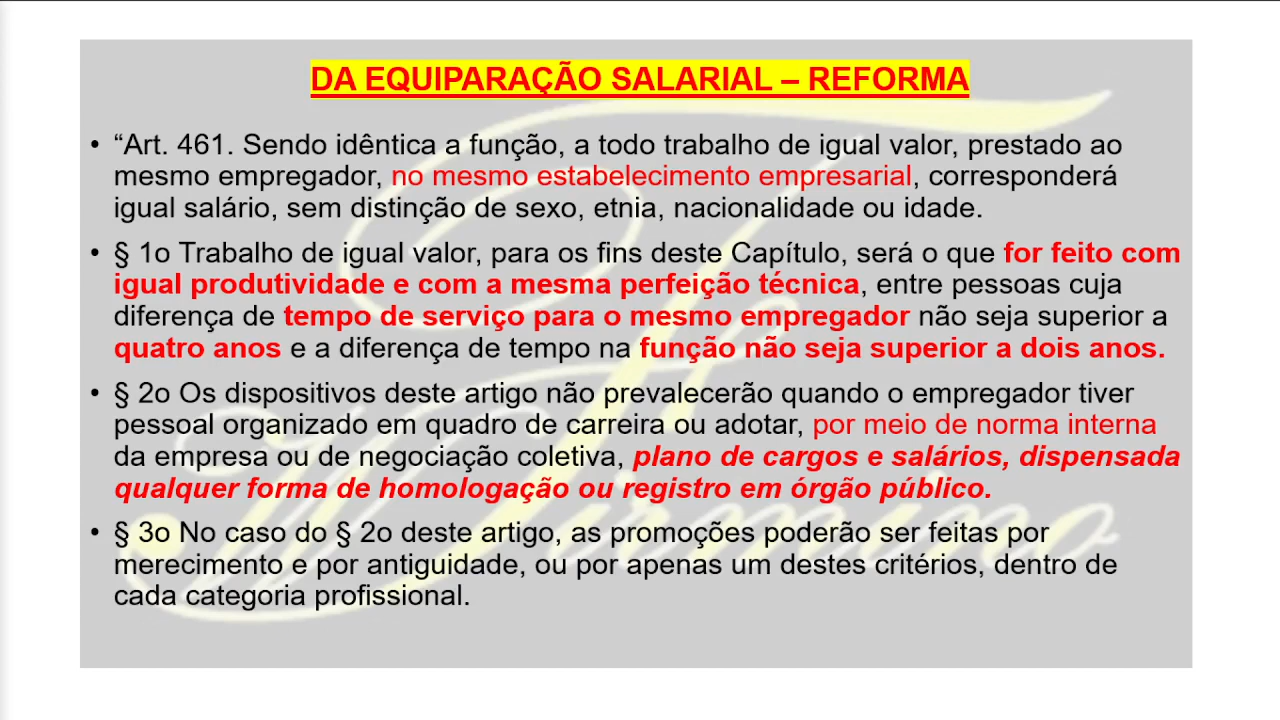 DA EQUIPARAÇÃO SALARIAL – REFORMA
• “Art. 461. Sendo idêntica a função, a todo trabalho de igual valor, prestado ao
mesmo empregador, no mesmo estabelecimento empresarial, corresponderá
igual salário, sem distinção de sexo, etnia, nacionalidade ou idade.
• § 1o Trabalho de igual valor, para os fins deste Capítulo, será o que for feito com
igual produtividade e com a mesma perfeição técnica, entre pessoas cuja
diferença de tempo de serviço para o mesmo empregador não seja superior a
quatro anos e a diferença de tempo na função não seja superior a dois anos.
• § 2o Os dispositivos deste artigo não prevalecerão quando o empregador tiver
pessoal organizado em quadro de carreira ou adotar, por meio de norma interna
da empresa ou de negociação coletiva, plano de cargos e salários, dispensada
qualquer forma de homologação ou registro em órgão público.
• § 3o No caso do § 2o deste artigo, as promoções poderão ser feitas por
merecimento e por antiguidade, ou por apenas um destes critérios, dentro de
cada categoria profissional.